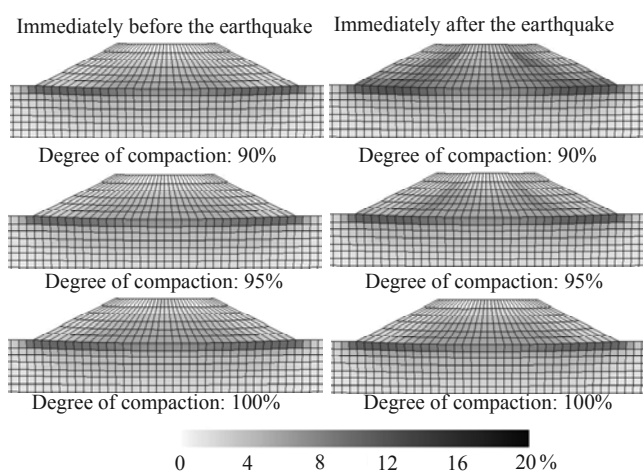 Immediately before the earthquake
Immediately after the earthquake
Degree of compaction: 90%
Degree of compaction: 90%
Degree of compaction: 95%
Degree of compaction: 95%
Degree of compaction: 100%
Degree of compaction: 100%
0 4 8 12 16 20 %